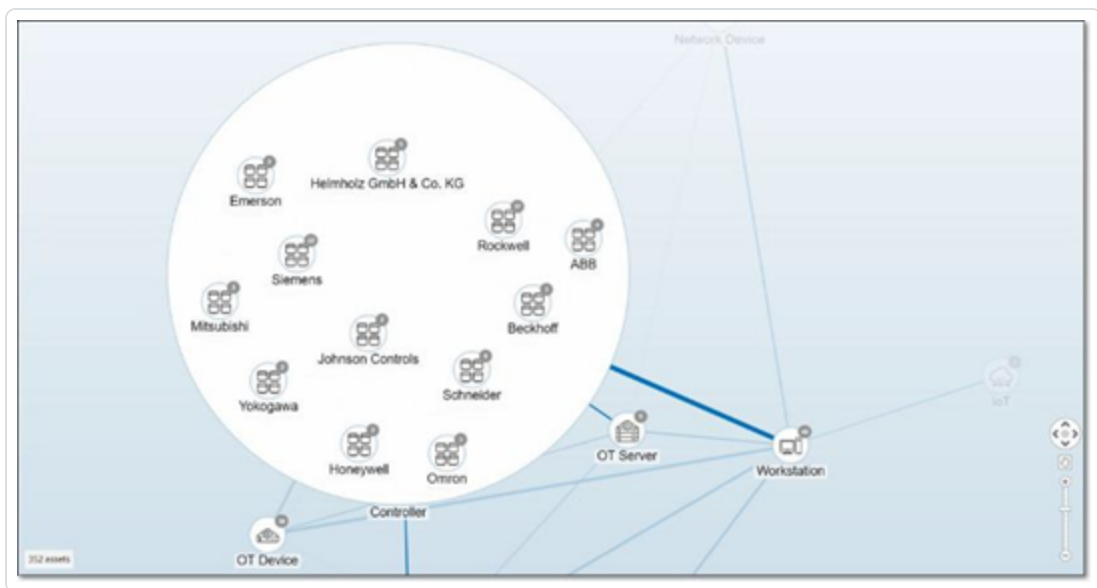 Network Device
Helmholz GmbH & Co. KG
Emerson
Rockwell
ABB
Siemens
Mitsubishi
Beckhoff
Johnson Controls
Schneider
Yokogawa
IoT
Honeywell
Omron
OT Server
Workstation
Controller
OT Device
352 assets